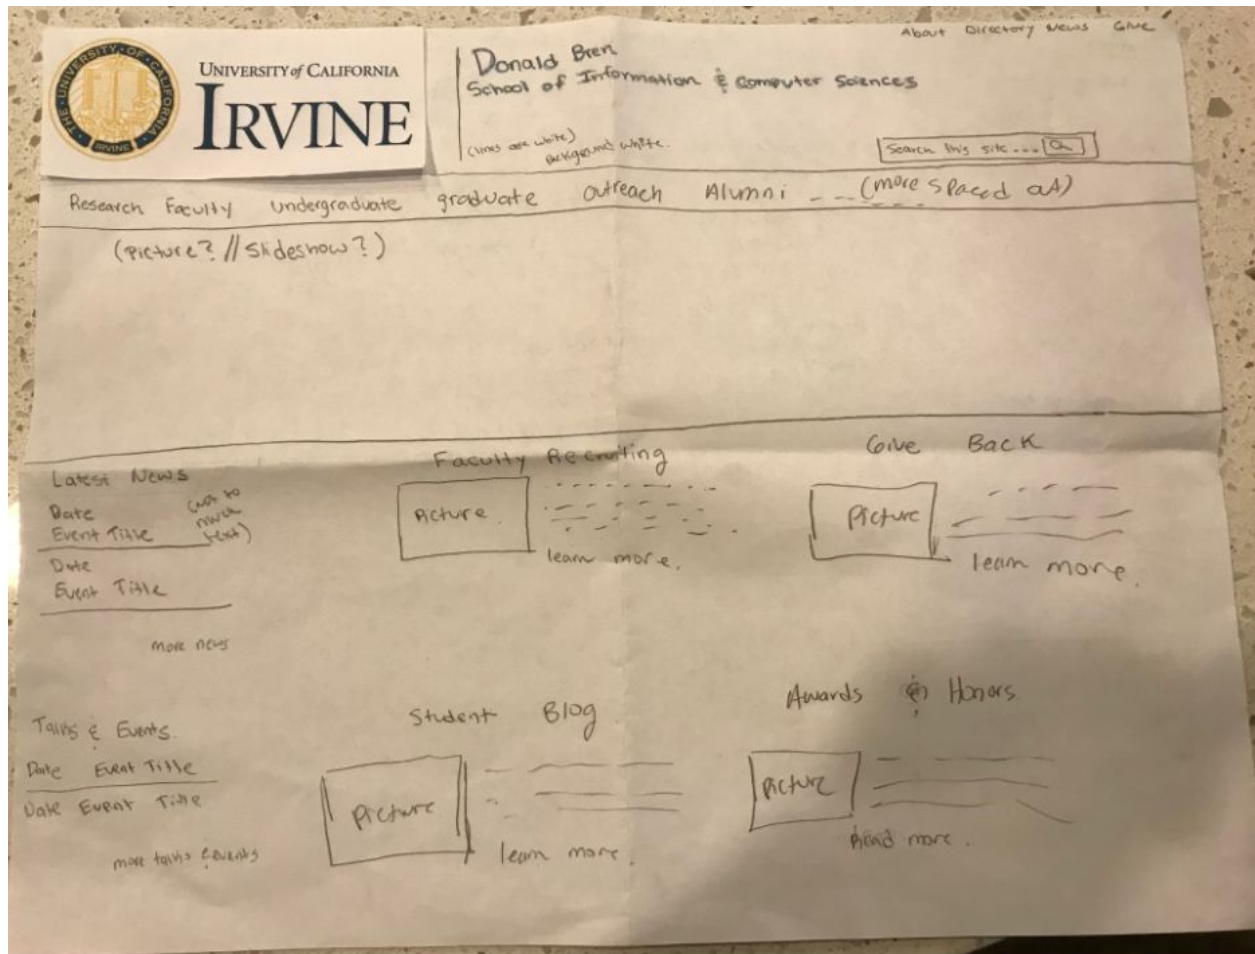 THE · UNIVERSITY · OF · CALIFORNIA · IRVINE
UNIVERSITY of CALIFORNIA
IRVINE
About Directory News Give
Donald Bren
School of Information & Computer Sciences
(lines are white)
background white.
Search this site ...
Research Faculty undergraduate graduate outreach Alumni - - - (more spaced out)
(picture? // Slideshow?)
Latest News
Date
Event Title
(not to
much
text)
Date
Event Title
more news
Faculty Recruiting
Picture
learn more.
Give Back
Picture
learn more.
Talks & Events.
Date Event Title
Date Event Title
more talks & events
Student Blog
Picture
learn more.
Awards & Honors
Picture
Read more.